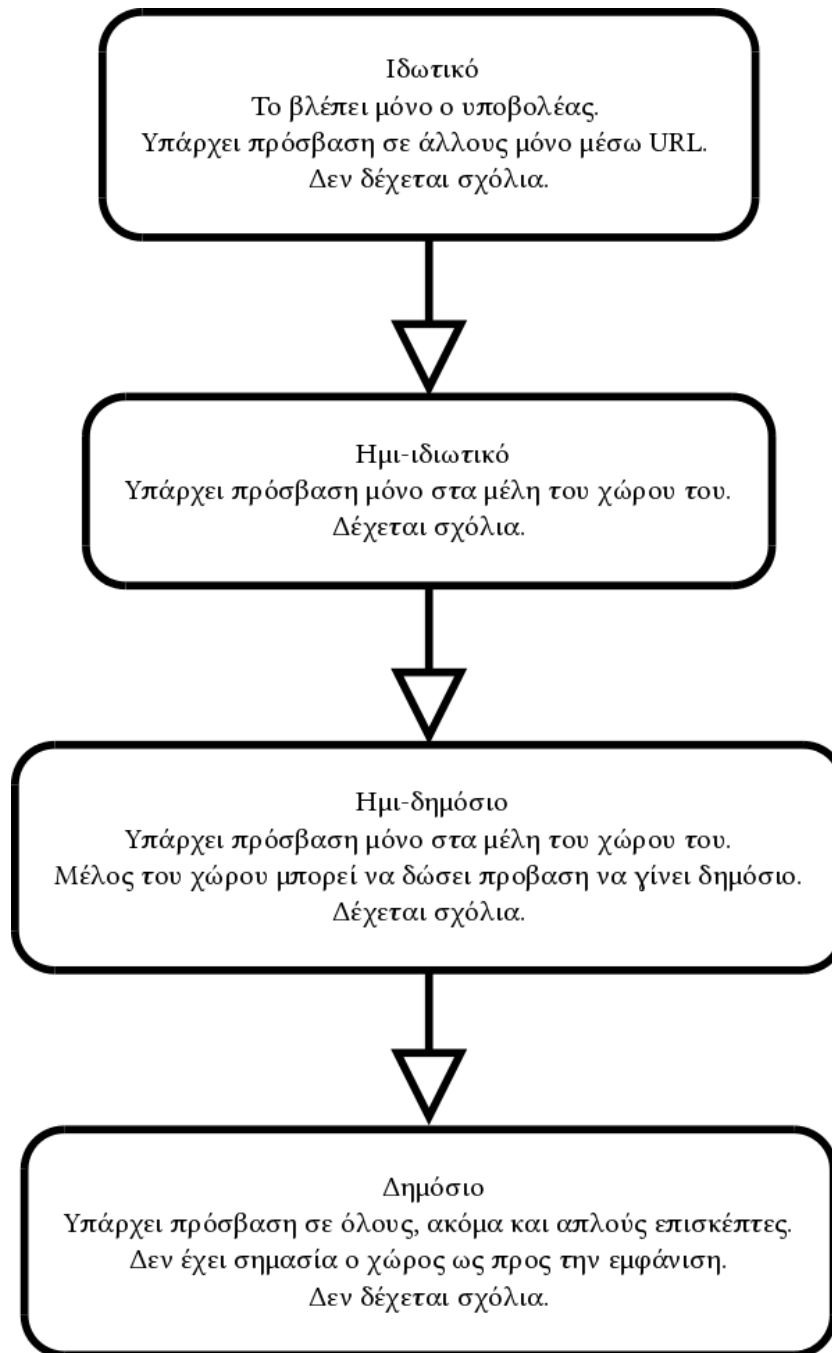 Ιδωτικό
Το βλέπει μόνο ο υποβολέας.
Υπάρχει πρόσβαση σε άλλους μόνο μέσω URL.
Δεν δέχεται σχόλια.
Ημι-ιδιωτικό
Υπάρχει πρόσβαση μόνο στα μέλη του χώρου του.
Δέχεται σχόλια.
Ημι-δημόσιο
Υπάρχει πρόσβαση μόνο στα μέλη του χώρου του.
Μέλος του χώρου μπορεί να δώσει προβαση να γίνει δημόσιο.
Δέχεται σχόλια.
Δημόσιο
Υπάρχει πρόσβαση σε όλους, ακόμα και απλούς επισκέπτες.
Δεν έχει σημασία ο χώρος ως προς την εμφάνιση.
Δεν δέχεται σχόλια.